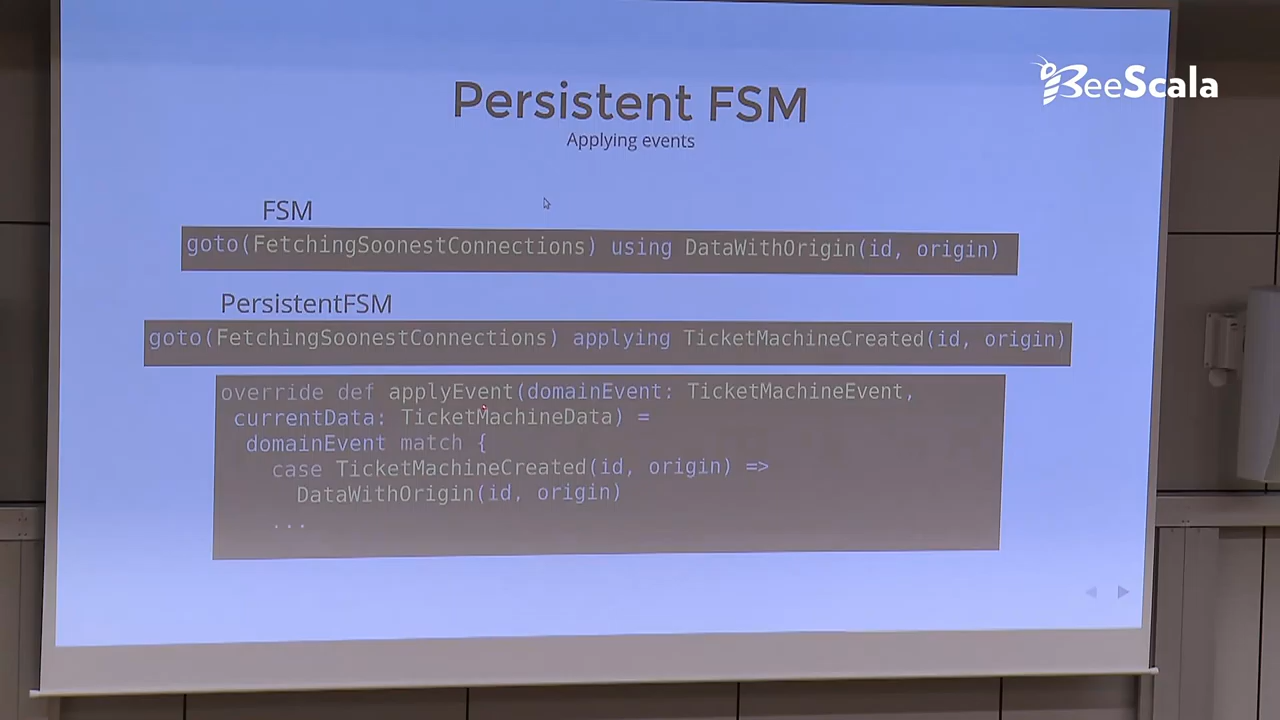 BeeScala
Persistent FSM
Applying events
FSM
goto(FetchingSoonestConnections) using DataWithOrigin(id, origin)
PersistentFSM
goto(FetchingSoonestConnections) applying TicketMachineCreated(id, origin)
override def applyEvent(domainEvent: TicketMachineEvent,
currentData: TicketMachineData) =
domainEvent match {
case TicketMachineCreated(id, origin) =>
DataWithOrigin(id, origin)
...